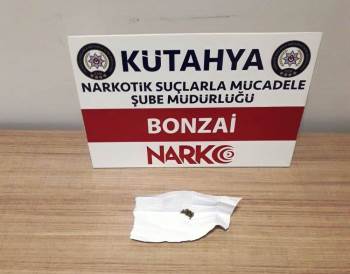 KÜTAHYA
NARKOTİK SUÇLARLA MÜCADELE
ŞUBE MÜDÜRLÜĞÜ
BONZAİ
NARKO